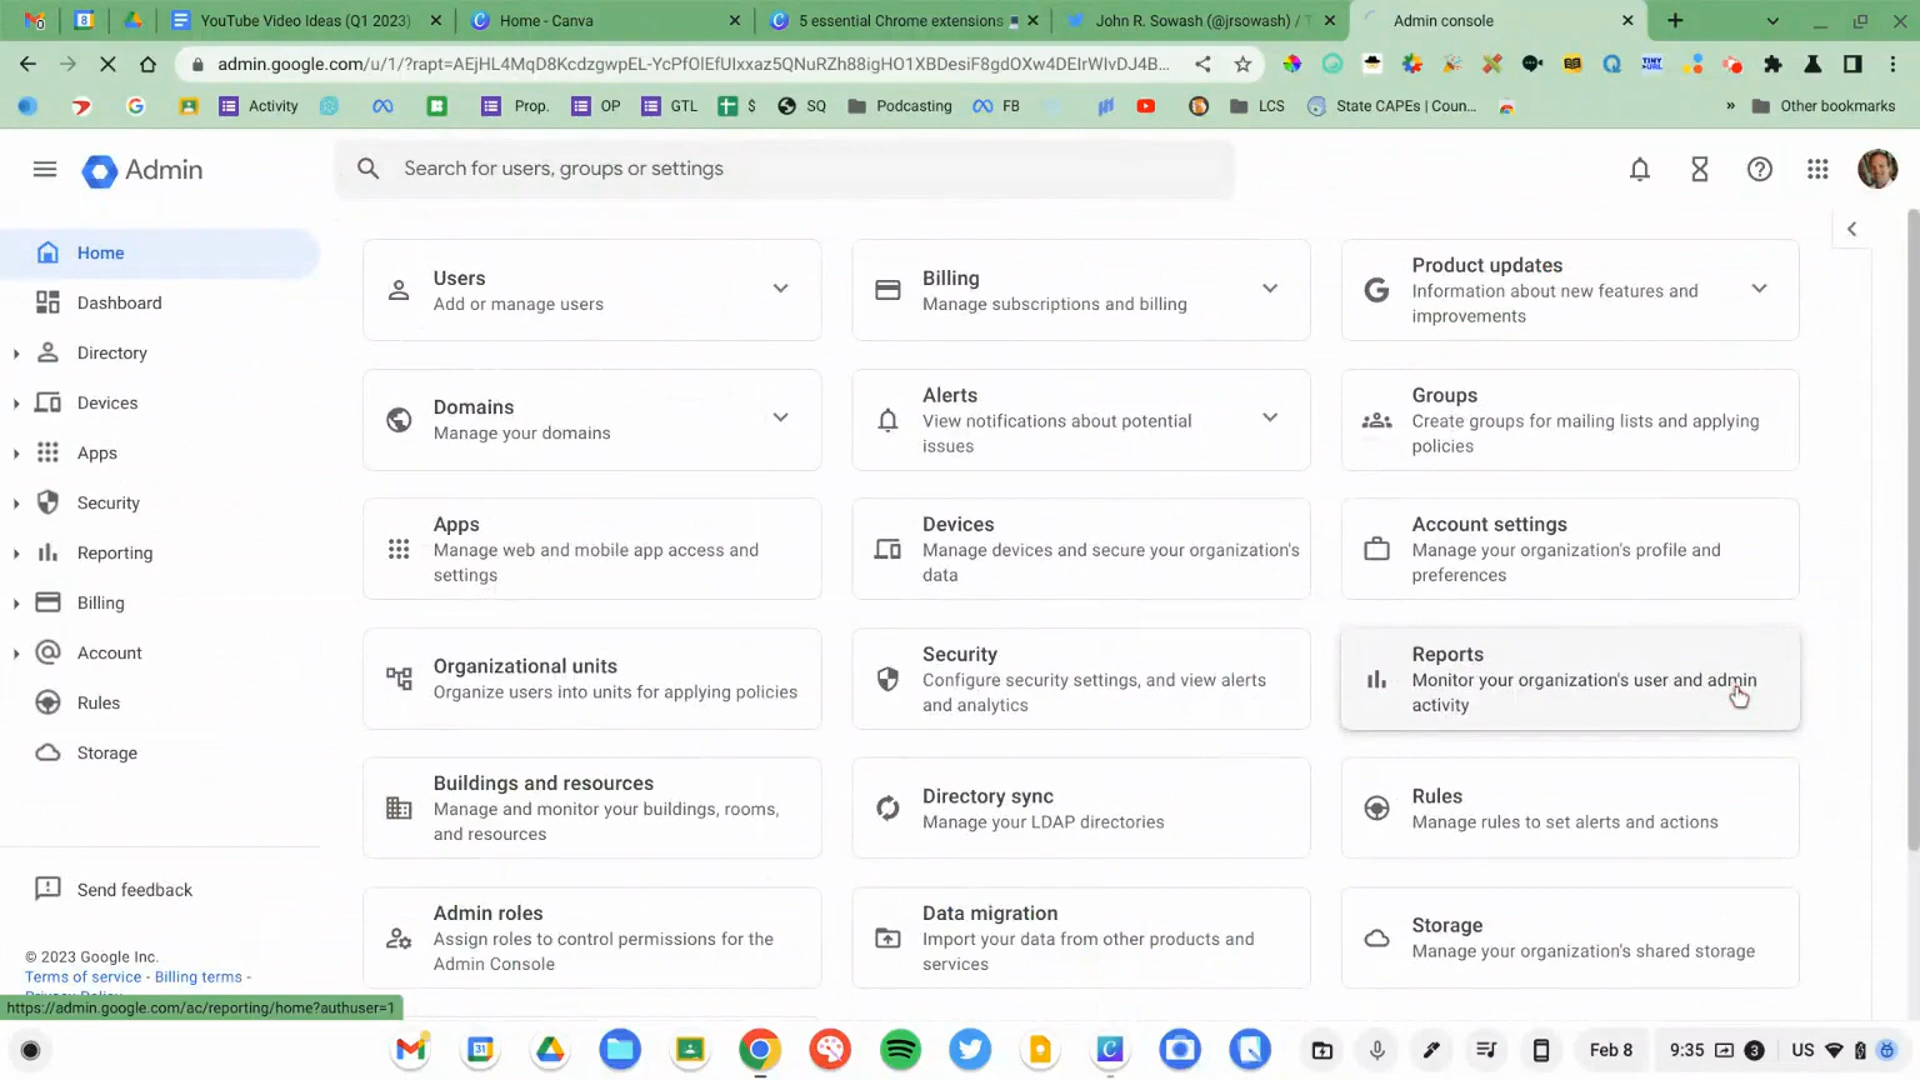 YouTube Video Ideas (Q1 2023)
Home - Canva
5 essential Chrome extensions
John R. Sowash (@jrsowash) / T
Admin console
admin.google.com/u/1/?rapt=AEjHL4MqD8KcdzgwpEL-YcPfOlEfUIxxaz5QNuRZh88igHO1XBDesiF8gdOXw4DEIrWIvDJ4B...
Activity
Prop.
OP
GTL
$
SQ
Podcasting
FB
LCS
State CAPEs | Coun...
»
Other bookmarks
Admin
Search for users, groups or settings
Home
Dashboard
Directory
Devices
Apps
Security
Reporting
Billing
Account
Rules
Storage
Send feedback
© 2023 Google Inc.
Terms of service - Billing terms -
Users
Add or manage users
Billing
Manage subscriptions and billing
Product updates
Information about new features and
improvements
Domains
Manage your domains
Alerts
View notifications about potential
issues
Groups
Create groups for mailing lists and applying
policies
Apps
Manage web and mobile app access and
settings
Devices
Manage devices and secure your organization's
data
Account settings
Manage your organization's profile and
preferences
Organizational units
Organize users into units for applying policies
Security
Configure security settings, and view alerts
and analytics
Reports
Monitor your organization's user and admin
activity
Buildings and resources
Manage and monitor your buildings, rooms,
and resources
Directory sync
Manage your LDAP directories
Rules
Manage rules to set alerts and actions
Admin roles
Assign roles to control permissions for the
Admin Console
Data migration
Import your data from other products and
services
Storage
Manage your organization's shared storage
https://admin.google.com/ac/reporting/home?authuser=1
31
Feb 8
9:35
3
US